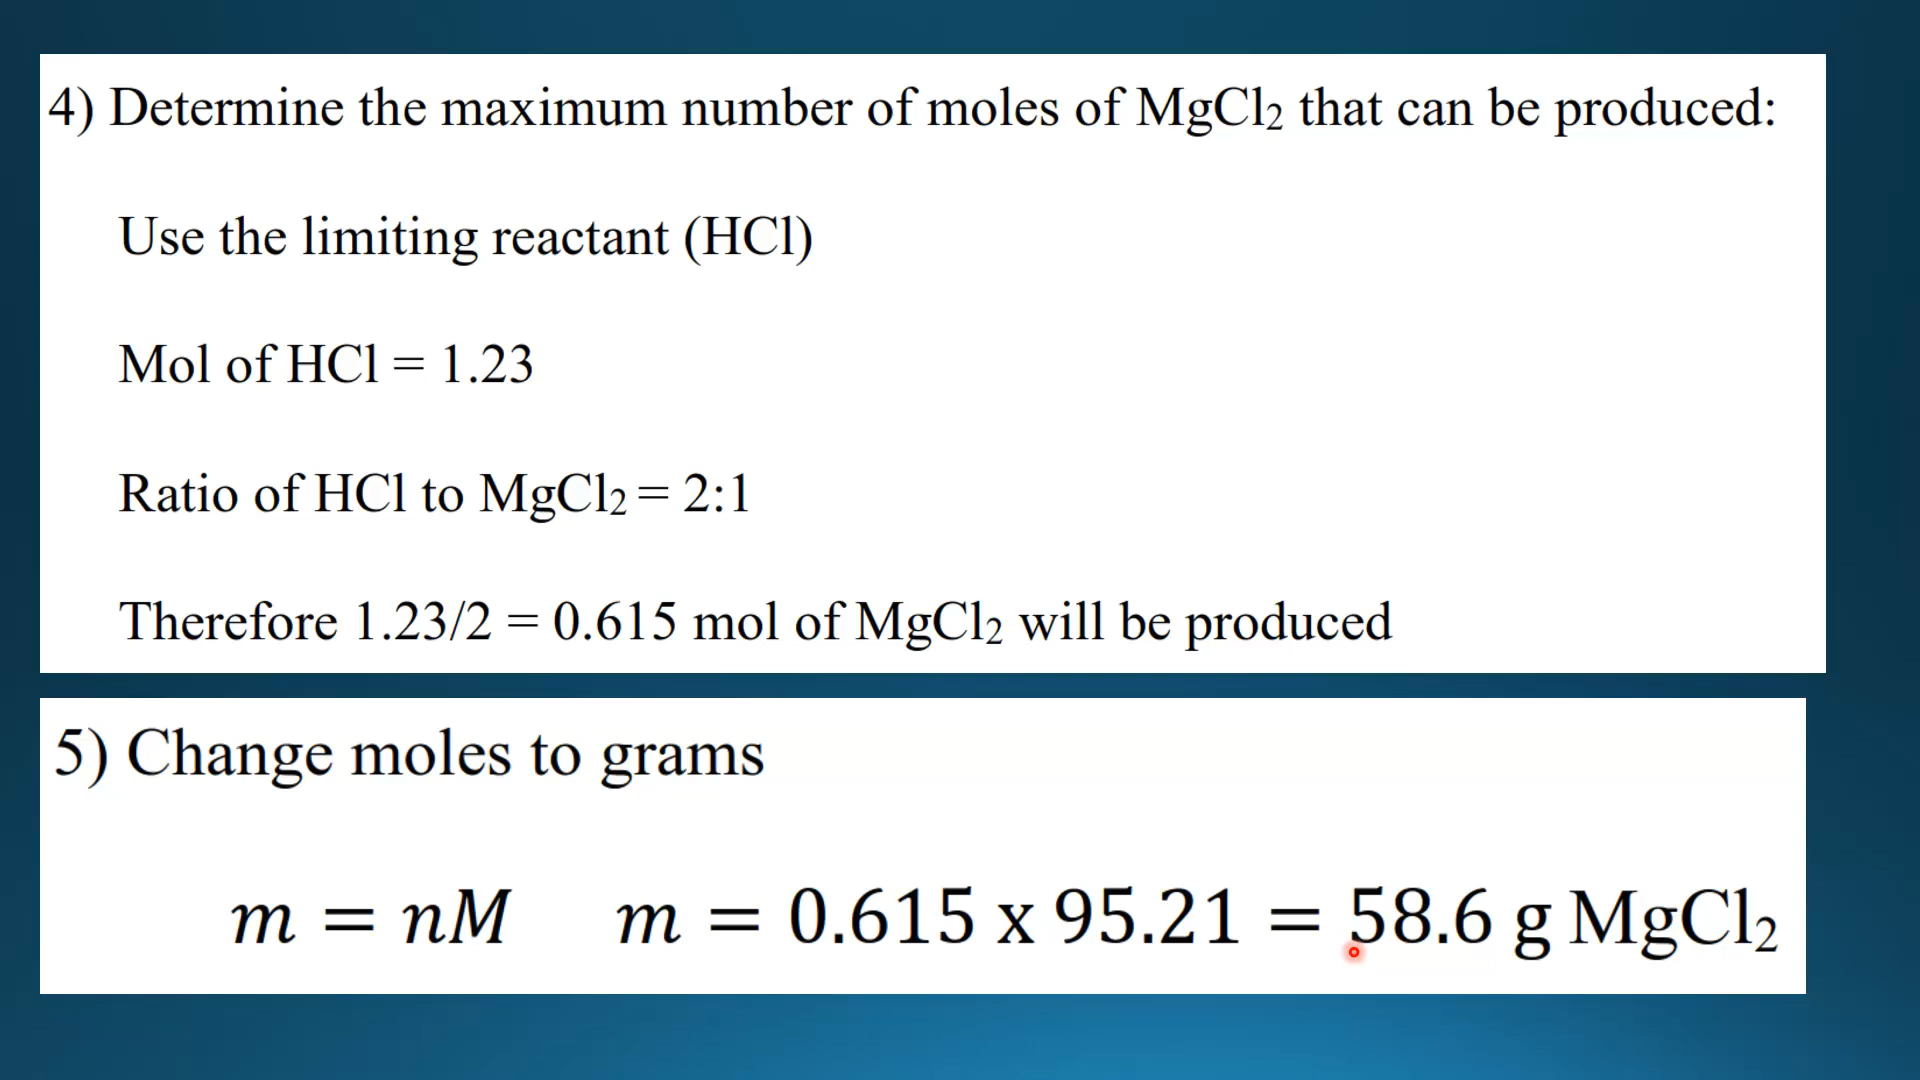 4) Determine the maximum number of moles of MgCl₂ that can be produced:
Use the limiting reactant (HCl)
Mol of HCl = 1.23
Ratio of HCl to MgCl₂ = 2:1
Therefore 1.23/2 = 0.615 mol of MgCl₂ will be produced
5) Change moles to grams
m = nM m = 0.615 x 95.21 = 58.6 g MgCl₂